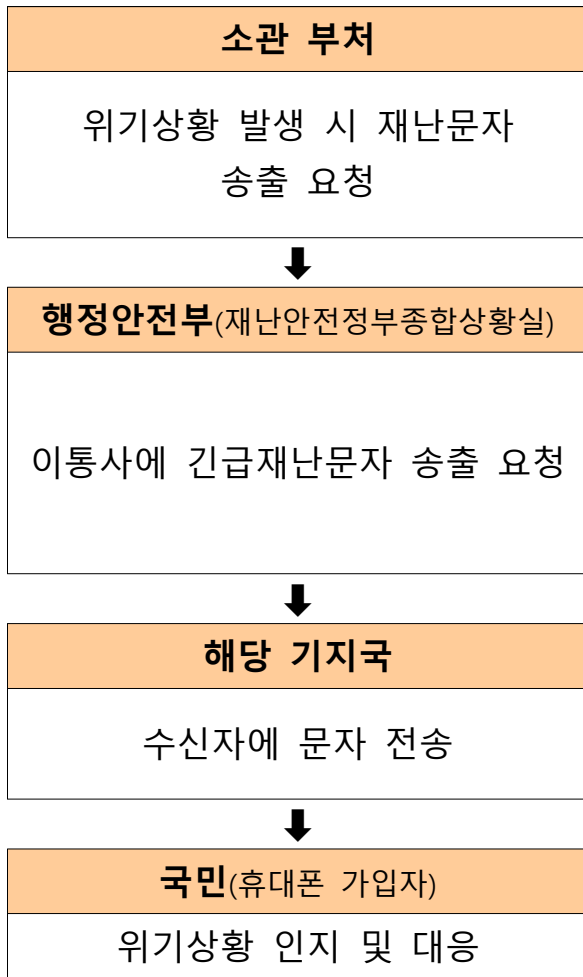 소관 부처
위기상황 발생 시 재난문자
송출 요청
행정안전부(재난안전정부종합상황실)
이통사에 긴급재난문자 송출 요청
해당 기지국
수신자에 문자 전송
국민(휴대폰 가입자)
위기상황 인지 및 대응